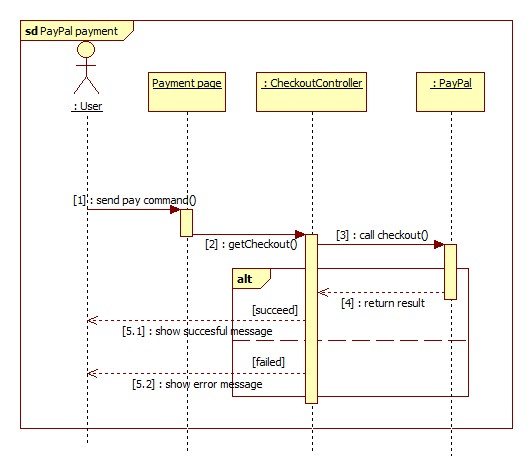 sd PayPal payment
: User
Payment page
: CheckoutController
: PayPal
[1] : send pay command()
[2] : getCheckout()
[3] : call checkout()
alt
[4] : return result
[succeed]
[5.1] : show succesful message
[failed]
[5.2] : show error message